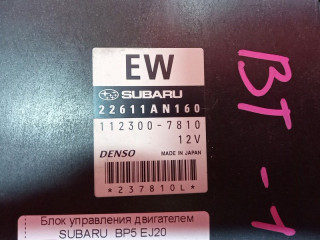 EW
SUBARU
22611AN160
112300-7810
12V
DENSO MADE IN JAPAN
*237810L*
BT-1
Блок управления двигателем
SUBARU BP5 EJ20